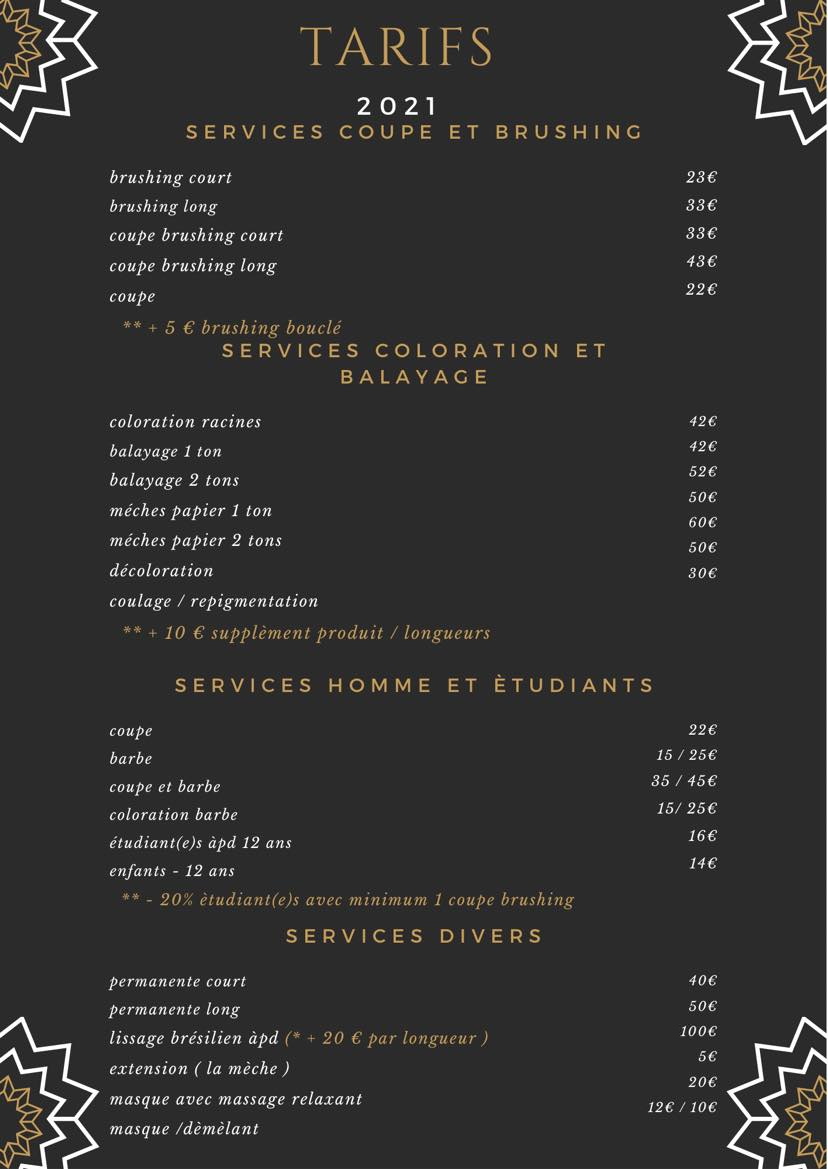 TARIFS
2021
SERVICES COUPE ET BRUSHING
brushing court 23€
brushing long 33€
coupe brushing court 33€
coupe brushing long 43€
coupe 22€
** + 5 € brushing bouclé
SERVICES COLORATION ET
BALAYAGE
coloration racines 42€
balayage 1 ton 42€
balayage 2 tons 52€
méches papier 1 ton 50€
méches papier 2 tons 60€
décoloration 50€
coulage / repigmentation 30€
** + 10 € supplèment produit / longueurs
SERVICES HOMME ET ÈTUDIANTS
coupe 22€
barbe 15 / 25€
coupe et barbe 35 / 45€
coloration barbe 15/ 25€
étudiant(e)s àpd 12 ans 16€
enfants - 12 ans 14€
** - 20% ètudiant(e)s avec minimum 1 coupe brushing
SERVICES DIVERS
permanente court 40€
permanente long 50€
lissage brésilien àpd (* + 20 € par longueur ) 100€
extension ( la mèche ) 5€
masque avec massage relaxant 20€
masque /dèmèlant 12€ / 10€